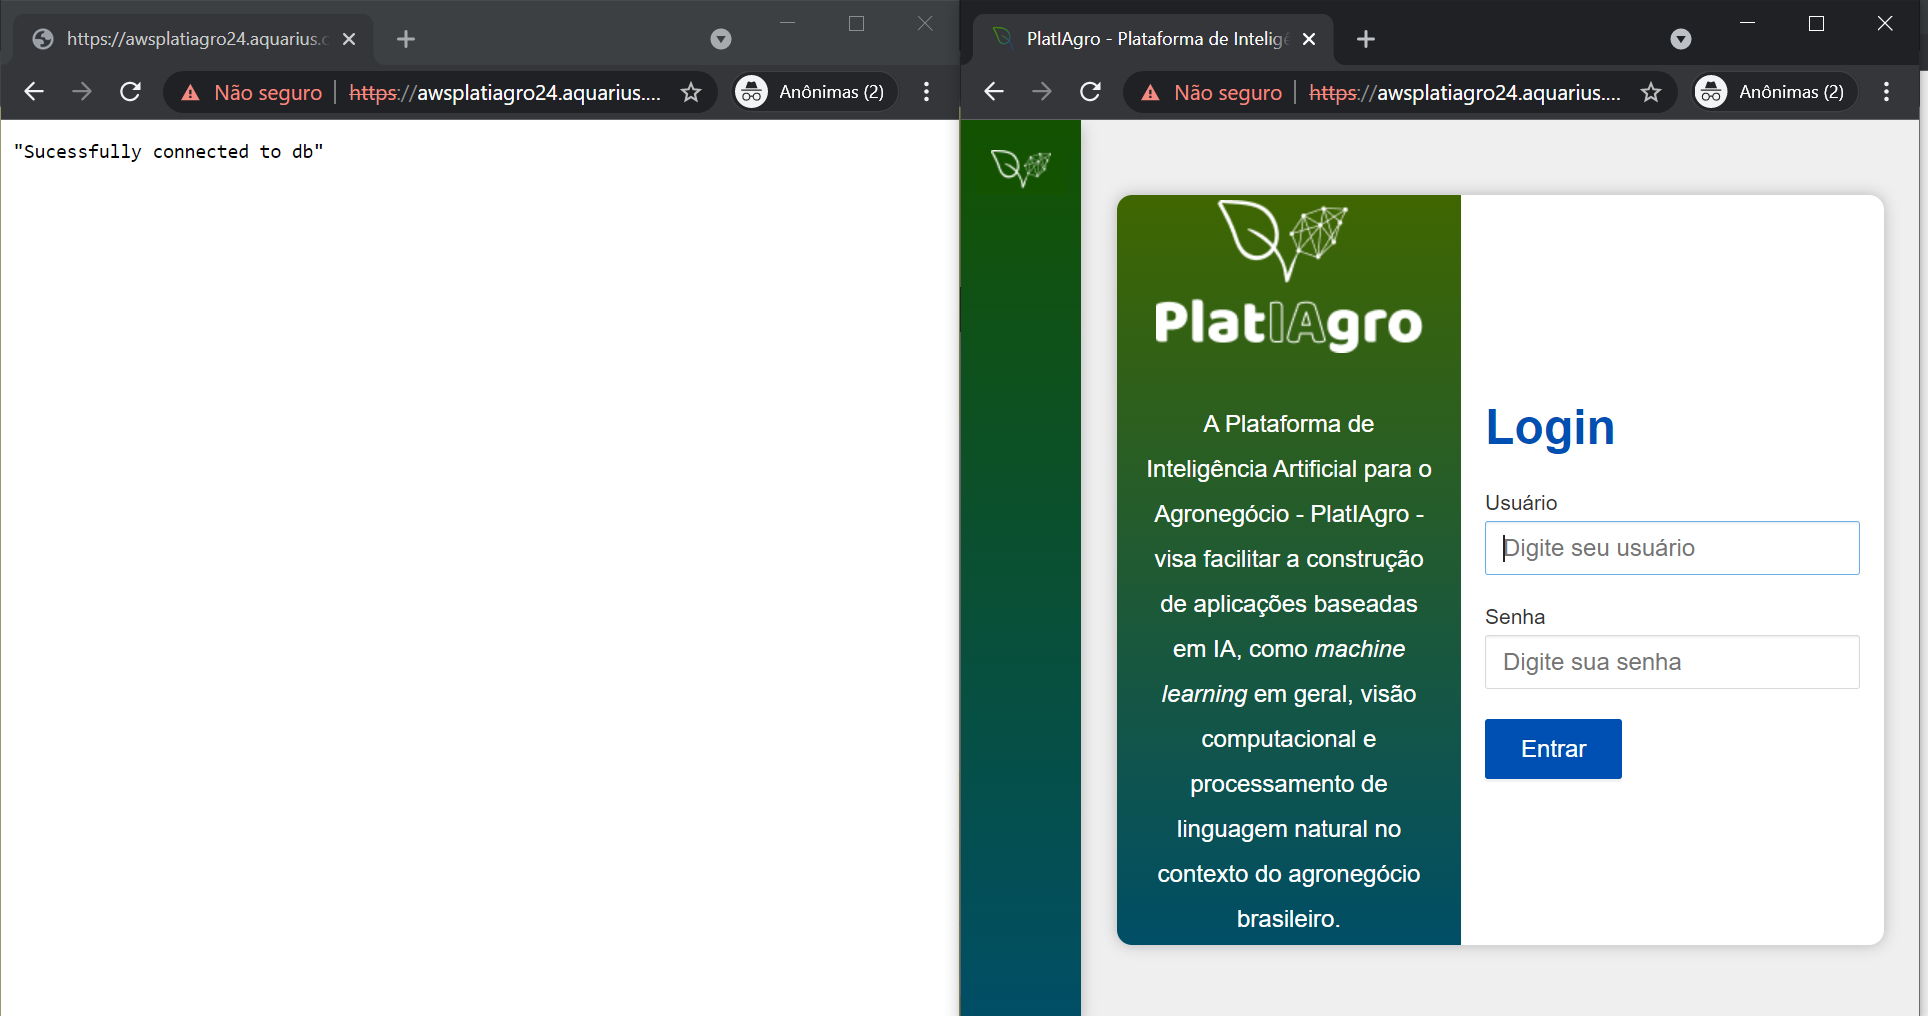 https://awsplatiagro24.aquarius.c
Não seguro | https://awsplatiagro24.aquarius....
Anônimas (2)
"Sucessfully connected to db"
PlatIAgro - Plataforma de Intelig
Não seguro | https://awsplatiagro24.aquarius....
Anônimas (2)
PlatIAgro
A Plataforma de
Inteligência Artificial para o
Agronegócio - PlatIAgro -
visa facilitar a construção
de aplicações baseadas
em IA, como machine
learning em geral, visão
computacional e
processamento de
linguagem natural no
contexto do agronegócio
brasileiro.
Login
Usuário
Digite seu usuário
Senha
Digite sua senha
Entrar